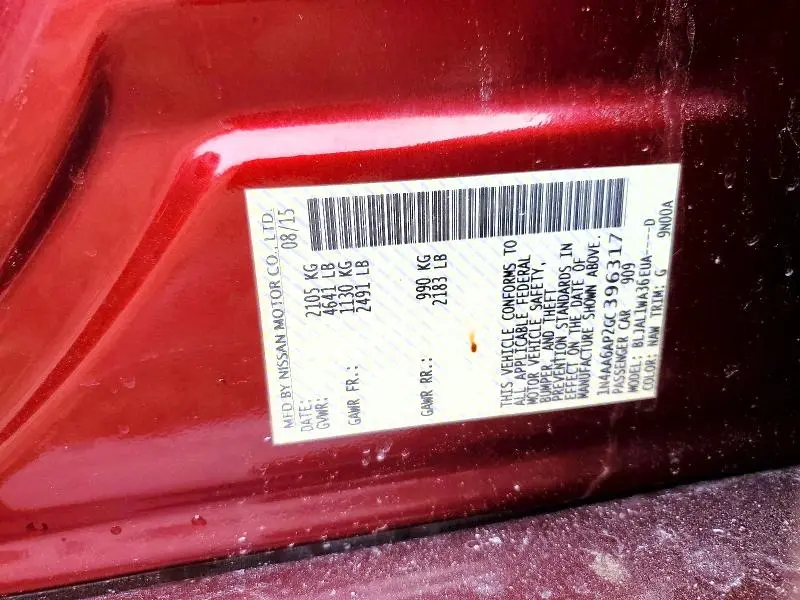 MFD BY NISSAN MOTOR CO., LTD.
DATE: 08/15
GVWR: 2105 KG
4641 LB
GAWR FR.: 1130 KG
2491 LB
GAWR RR.: 990 KG
2183 LB
THIS VEHICLE CONFORMS TO
ALL APPLICABLE FEDERAL
MOTOR VEHICLE SAFETY,
BUMPER, AND THEFT
PREVENTION STANDARDS IN
EFFECT ON THE DATE OF
MANUFACTURE SHOWN ABOVE.
1N4AA6AP2GC396317
PASSENGER CAR 909
MODEL: BLJALIWA36EUA----D
COLOR: NAW TRIM: G 9N00A